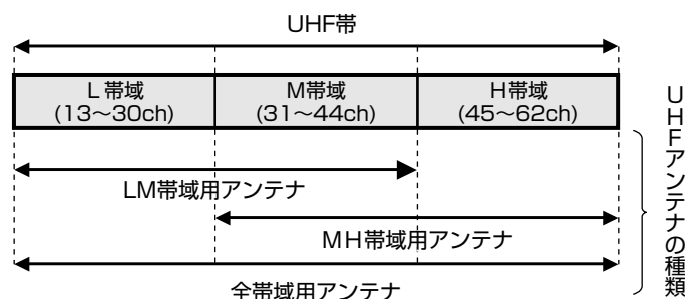 UHF帯
L帯域
(13～30ch)
M帯域
(31～44ch)
H帯域
(45～62ch)
LM帯域用アンテナ
MH帯域用アンテナ
全帯域用アンテナ
UHFアンテナの種類